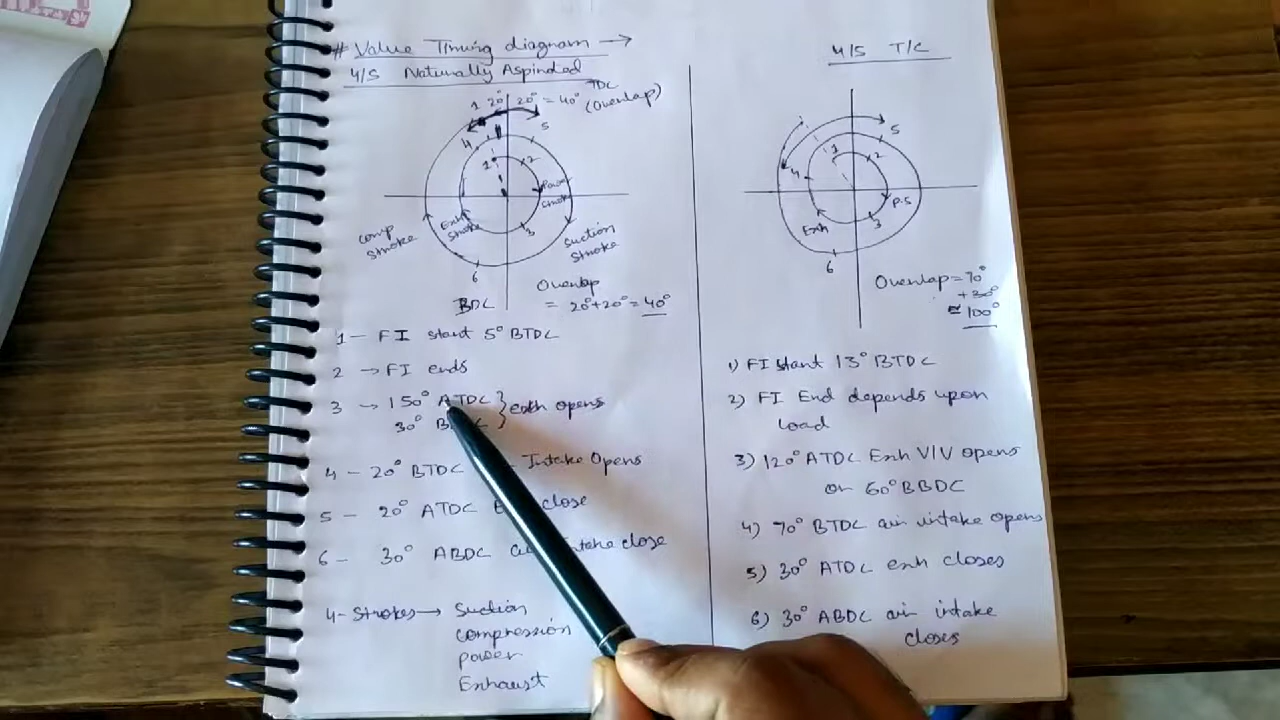 # Value Timing diagram →
4/S Naturally Aspinded
1 20° 20° = 40° TDC
(Overlap)
4
5
1
2
Power
Stroke
Exh
Stroke
3
Comp
Stroke
Suction
Stroke
6
BDC
Overlap
= 20°+20° = 40°
1 - FI start 5° BTDC
2 → FI ends
3 → 150° ATDC } exh opens
30° B
4 - 20° BTDC - Intake Opens
5 - 20° ATDC close
6 - 30° ABDC intake close
4 - Strokes → Suction
Compression
Power
Exhaust
4/S T/C
1
5
2
4
P.S
3
Exh
6
Overlap = 70°
+30°
≅ 100°
1) FI start 13° BTDC
2) FI End depends upon
load
3) 120° ATDC Exh V/V opens
or 60° BBDC
4) 70° BTDC air intake opens
5) 30° ATDC exh closes
6) 30° ABDC air intake
closes